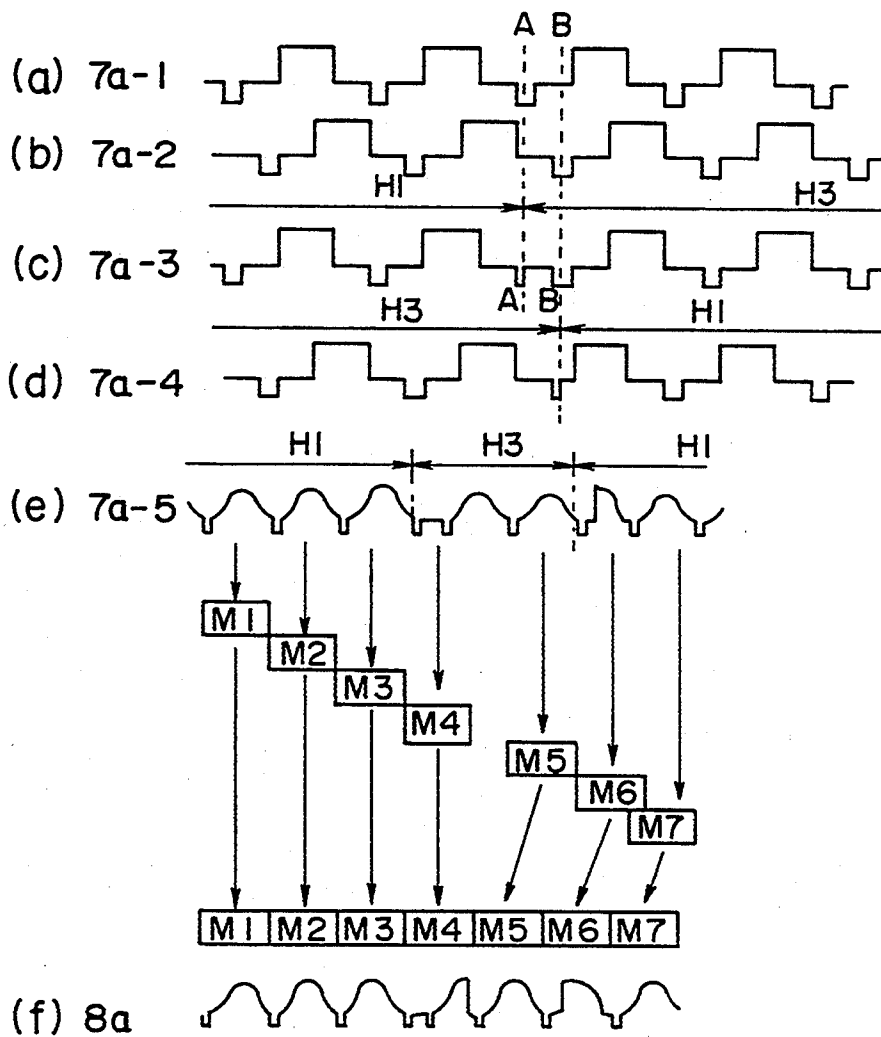 A B
(a) 7a-1
(b) 7a-2
H1 H3
(c) 7a-3
A B
H3 H1
(d) 7a-4
H1 H3 H1
(e) 7a-5
M1
M2
M3
M4
M5
M6
M7
M1 M2 M3 M4 M5 M6 M7
(f) 8a